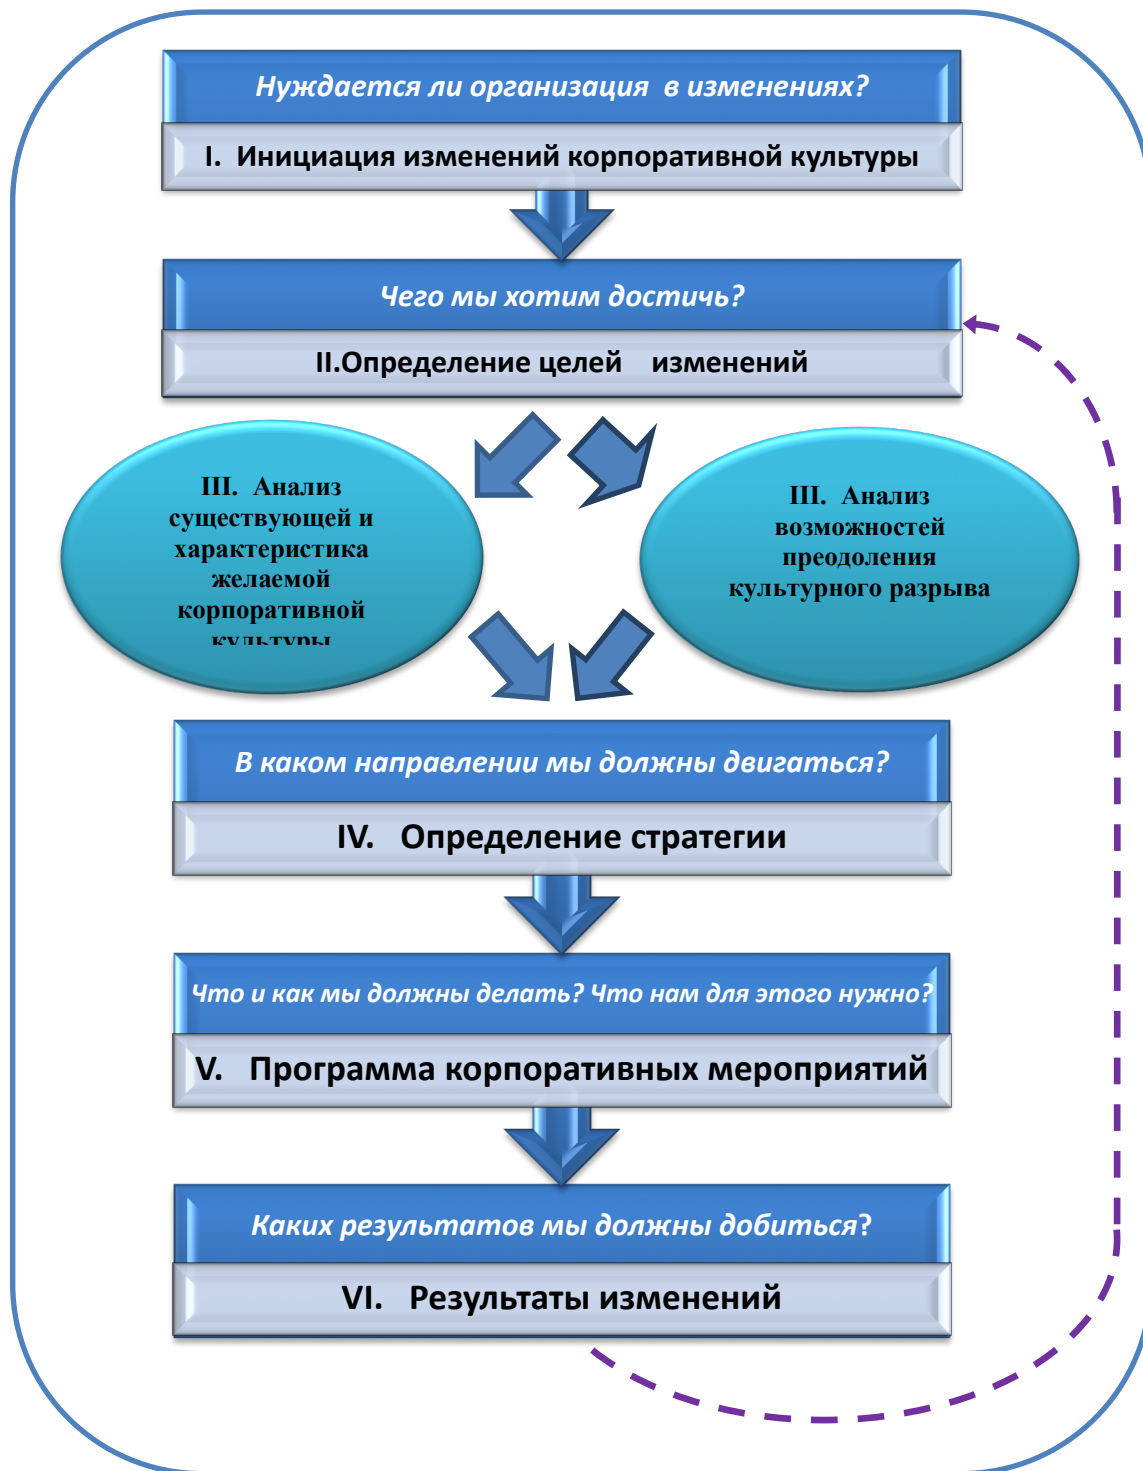 Нуждается ли организация в изменениях?
I. Инициация изменений корпоративной культуры
Чего мы хотим достичь?
II.Определение целей изменений
III. Анализ
существующей и
характеристика
желаемой
корпоративной
культуры
III. Анализ
возможностей
преодоления
культурного разрыва
В каком направлении мы должны двигаться?
IV. Определение стратегии
Что и как мы должны делать? Что нам для этого нужно?
V. Программа корпоративных мероприятий
Каких результатов мы должны добиться?
VI. Результаты изменений